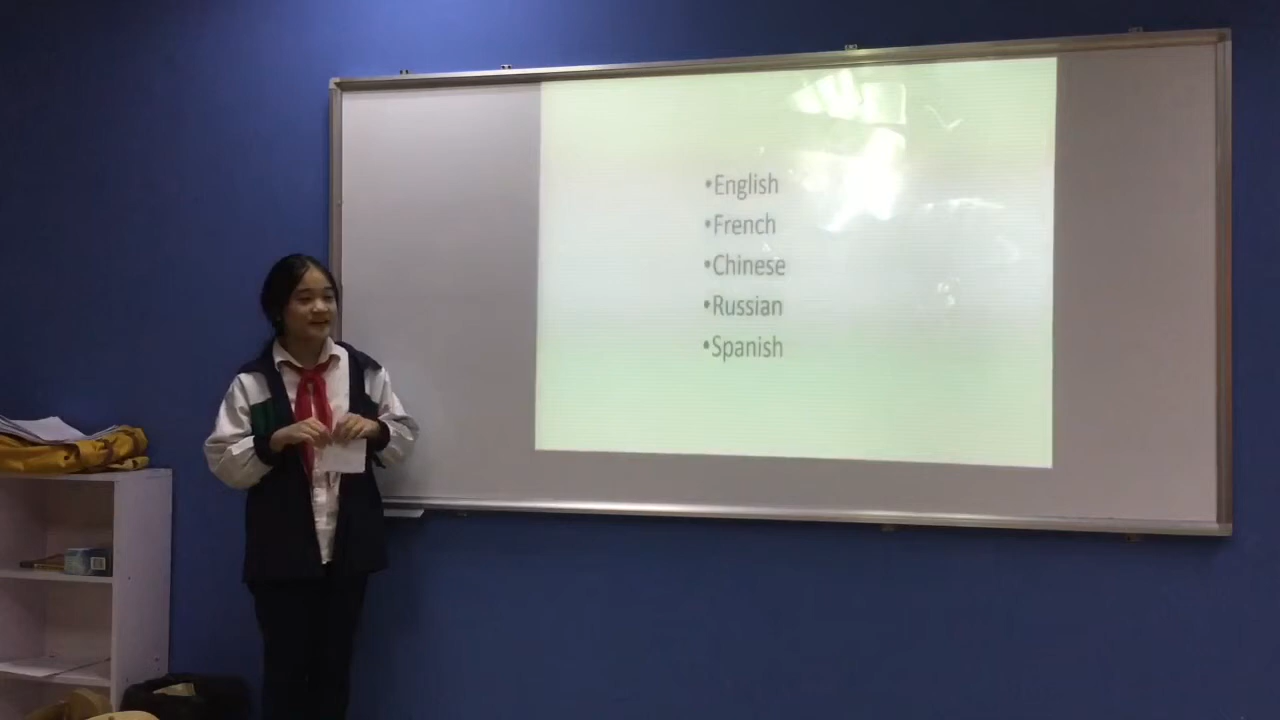 •English
•French
•Chinese
•Russian
•Spanish